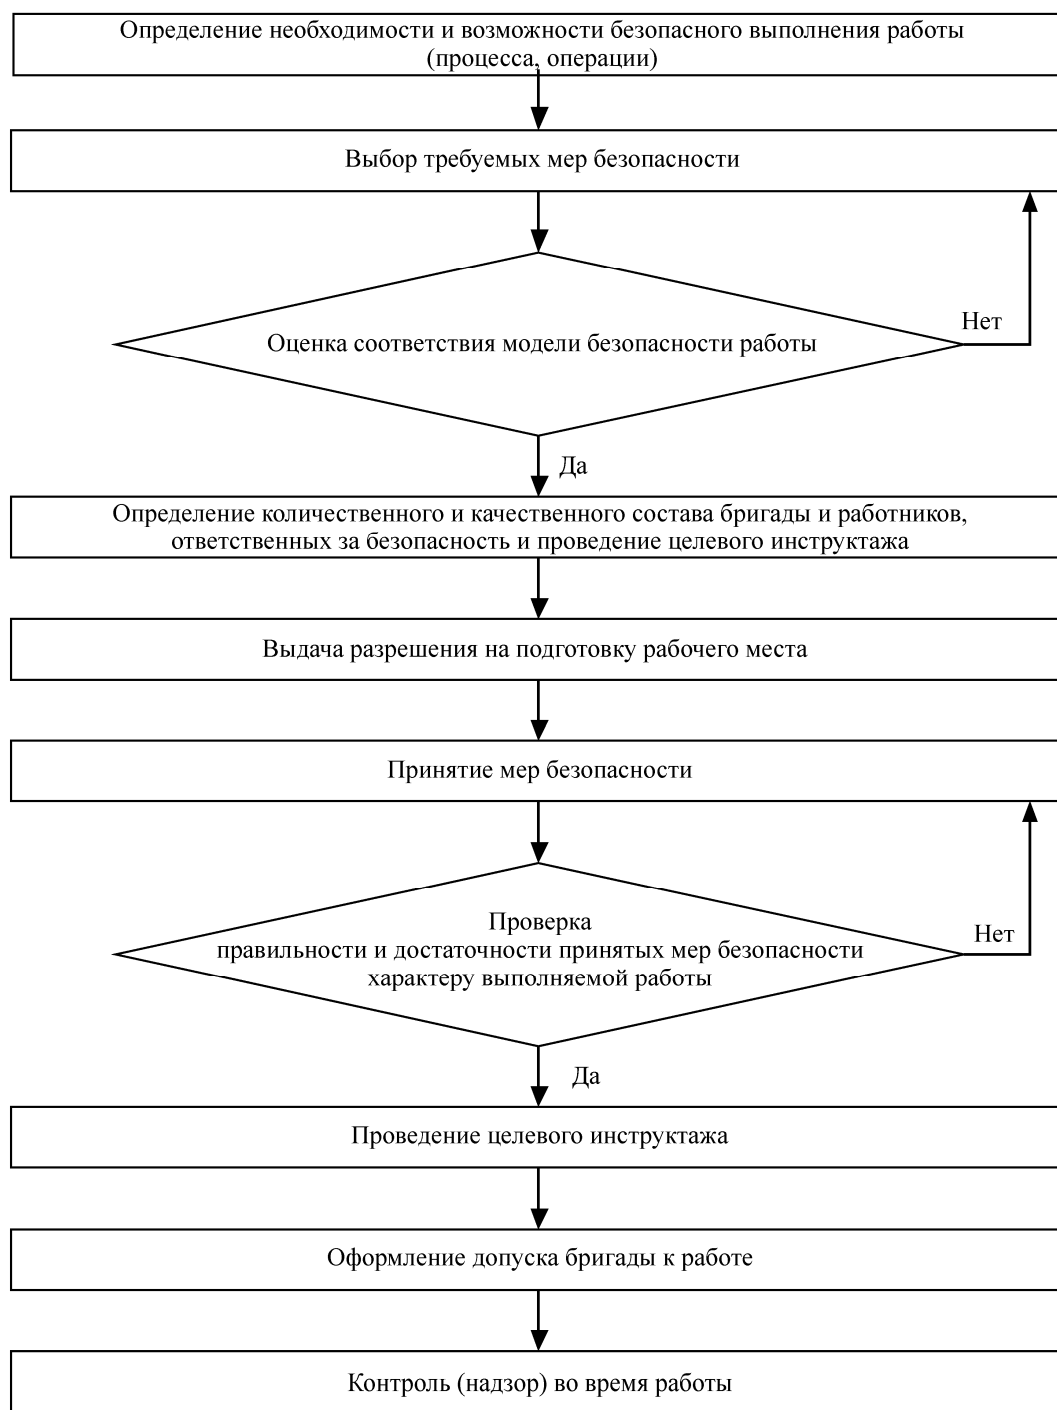 Определение необходимости и возможности безопасного выполнения работы
(процесса, операции)
Выбор требуемых мер безопасности
Нет
Оценка соответствия модели безопасности работы
Да
Определение количественного и качественного состава бригады и работников,
ответственных за безопасность и проведение целевого инструктажа
Выдача разрешения на подготовку рабочего места
Принятие мер безопасности
Проверка
Нет
правильности и достаточности принятых мер безопасности
характеру выполняемой работы
Да
Проведение целевого инструктажа
Оформление допуска бригады к работе
Контроль (надзор) во время работы